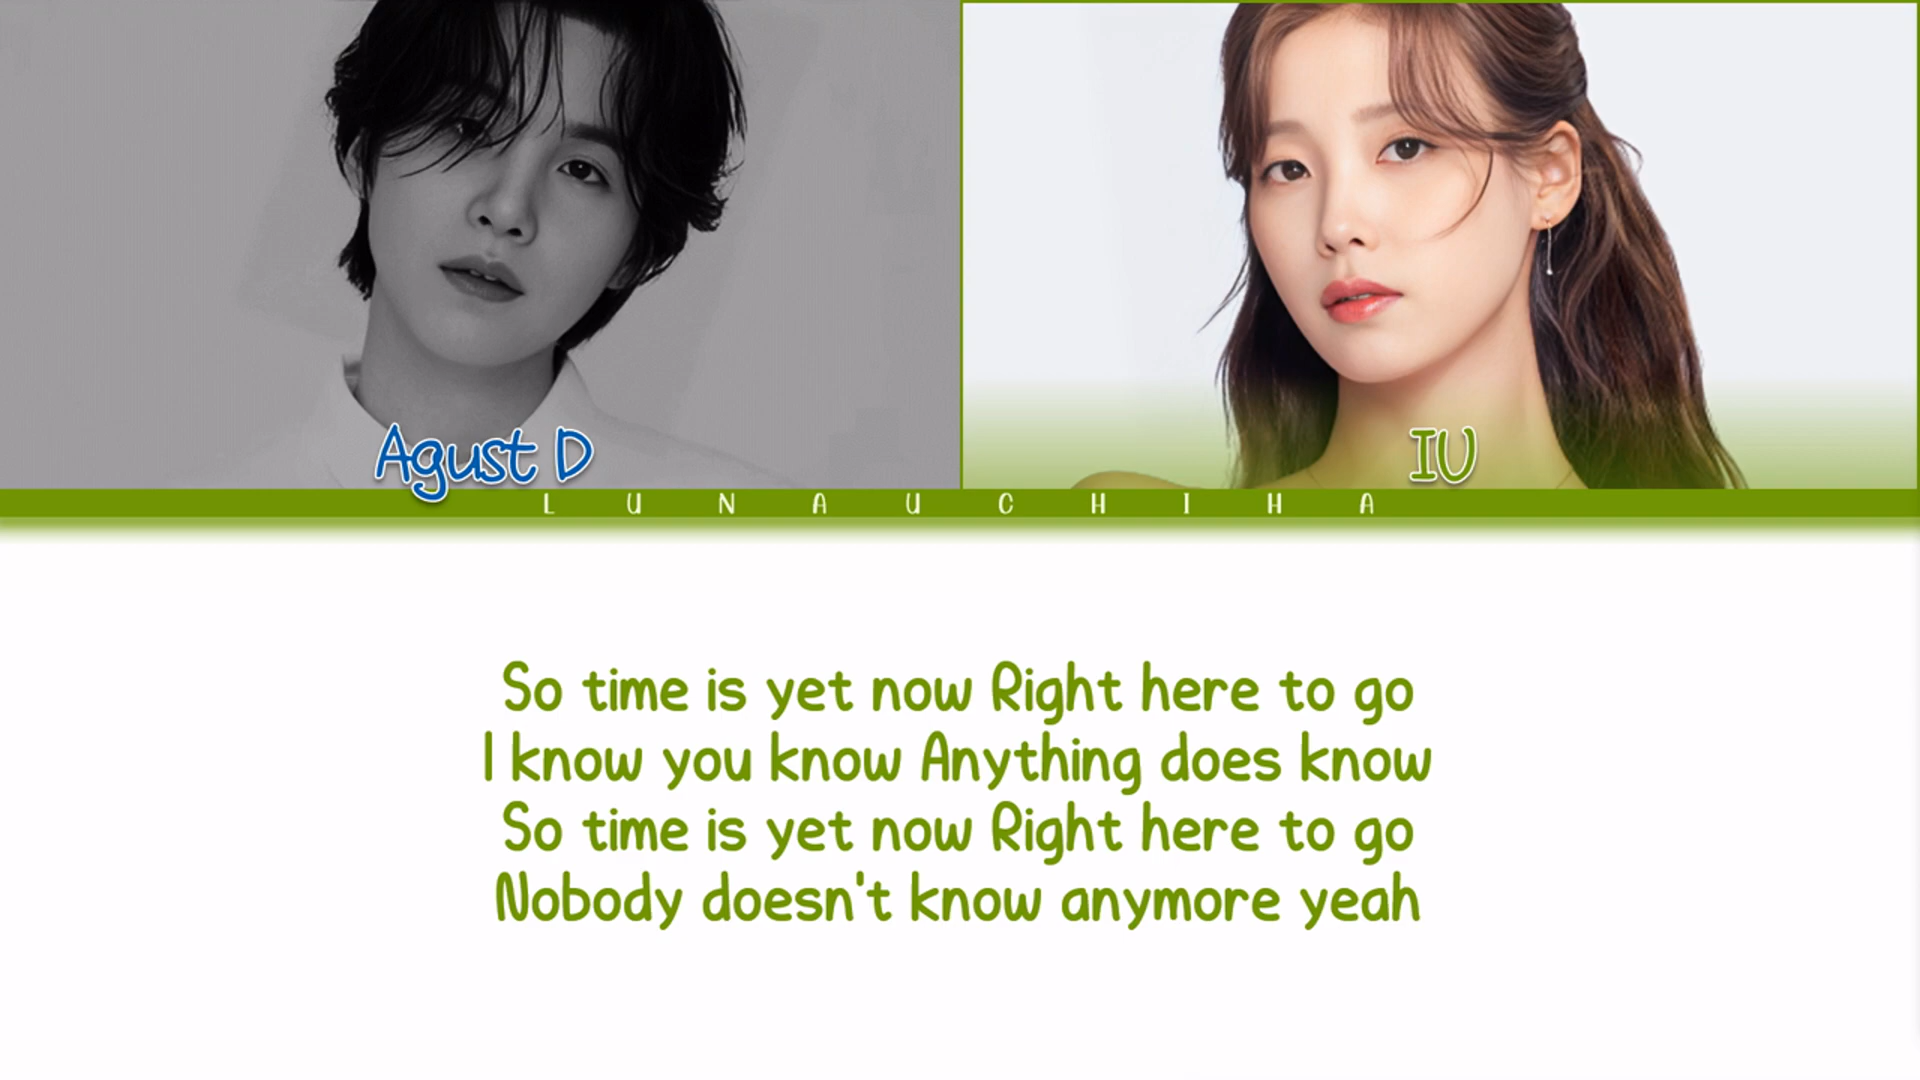 Agust D
IU
LUNAUCHIHA
So time is yet now Right here to go
I know you know Anything does know
So time is yet now Right here to go
Nobody doesn't know anymore yeah